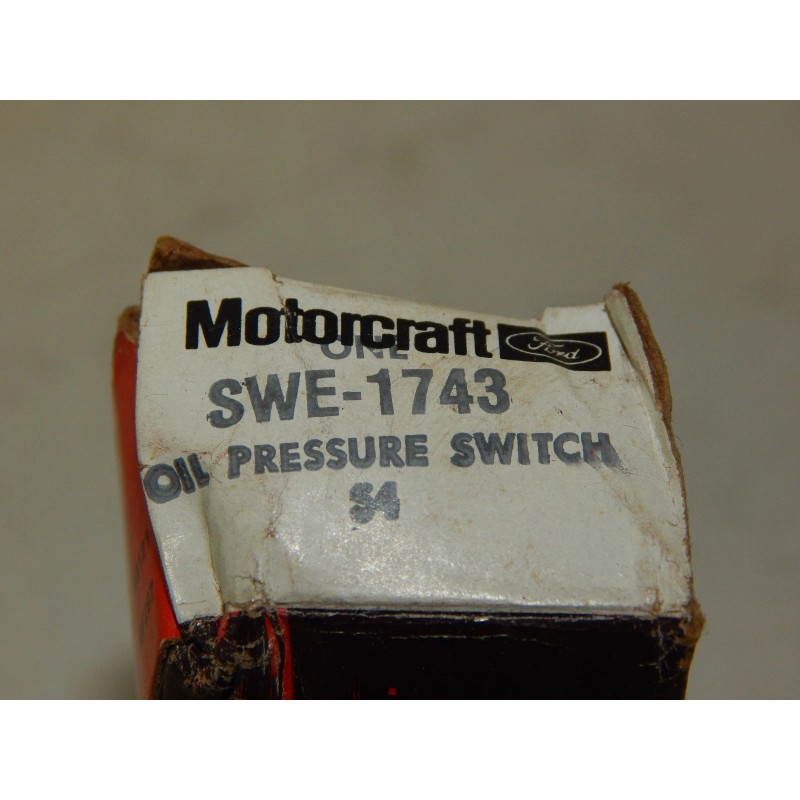 Motorcraft Ford
ONE
SWE-1743
OIL PRESSURE SWITCH
S4